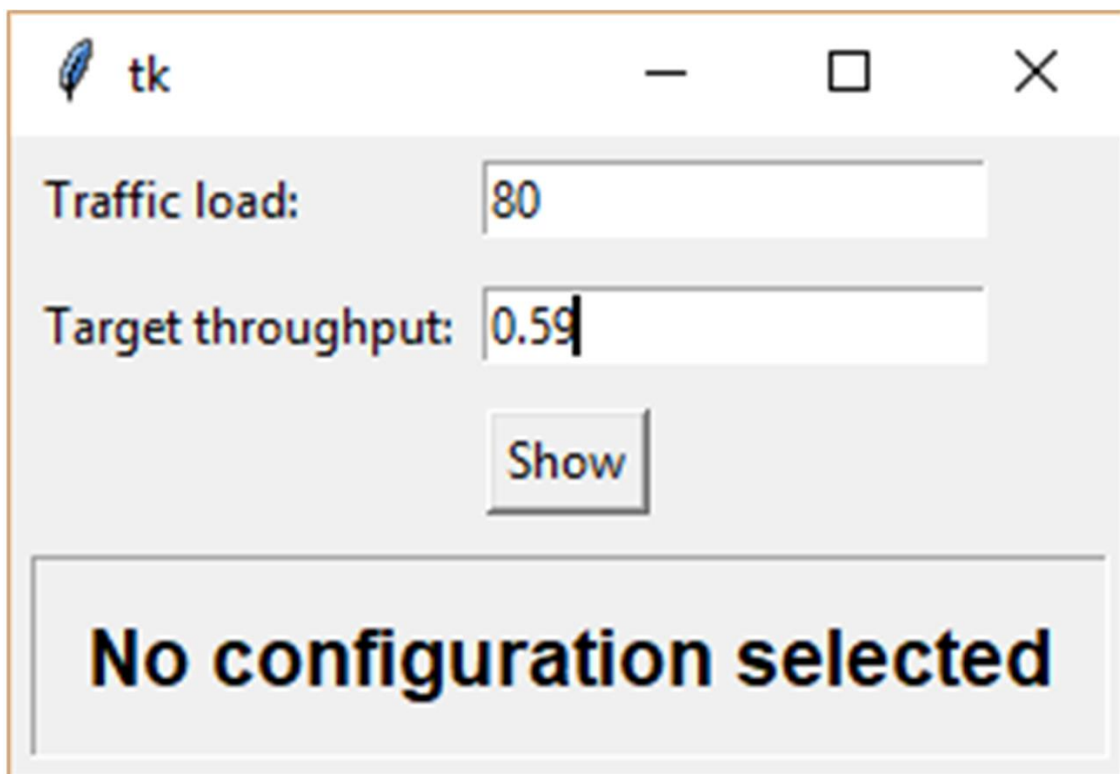 tk
Traffic load: 80
Target throughput: 0.59
Show
No configuration selected